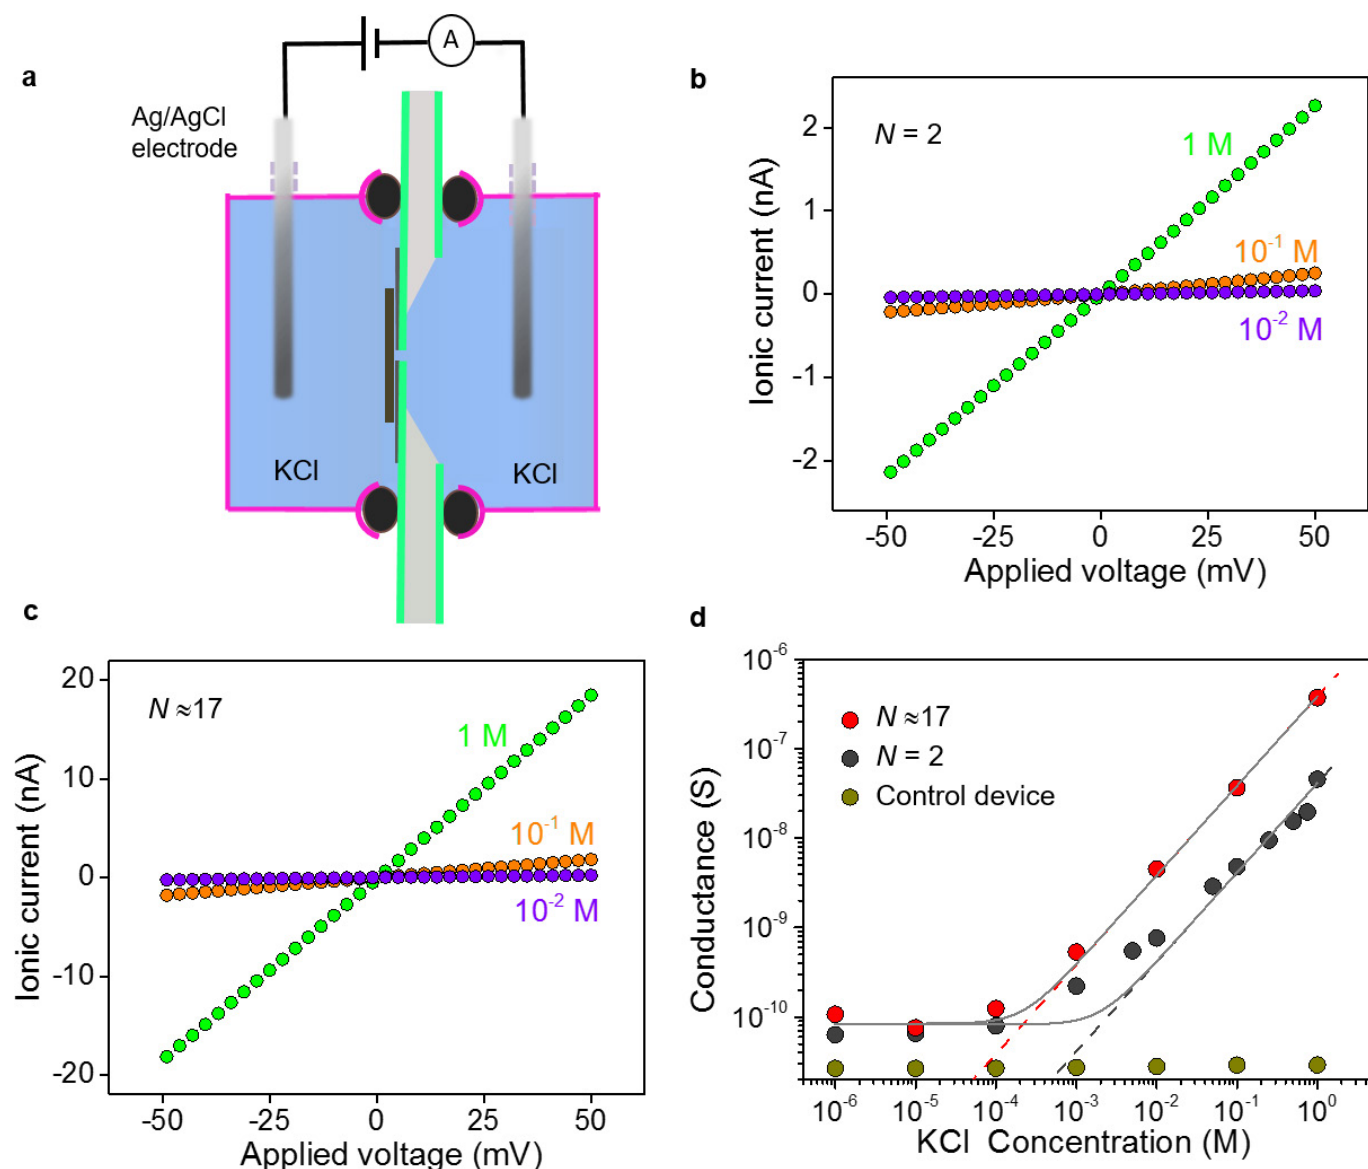 a
A
Ag/AgCl
electrode
KCl
KCl
b
N = 2
1 M
10⁻¹ M
10⁻² M
2
1
0
-1
-2
Ionic current (nA)
-50 -25 0 25 50
Applied voltage (mV)
c
N ≈17
1 M
10⁻¹ M
10⁻² M
20
10
0
-10
-20
Ionic current (nA)
-50 -25 0 25 50
Applied voltage (mV)
d
N ≈17
N = 2
Control device
10⁻⁶
10⁻⁷
10⁻⁸
10⁻⁹
10⁻¹⁰
Conductance (S)
10⁻⁶ 10⁻⁵ 10⁻⁴ 10⁻³ 10⁻² 10⁻¹ 10⁰
KCl Concentration (M)